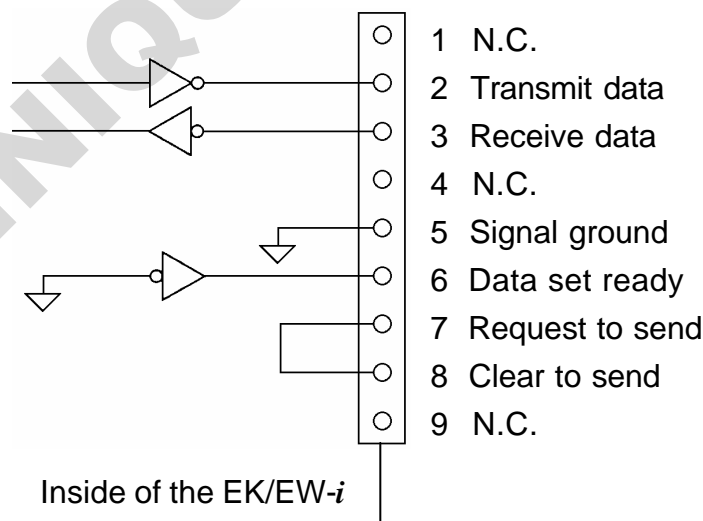 1 N.C.
2 Transmit data
3 Receive data
4 N.C.
5 Signal ground
6 Data set ready
7 Request to send
8 Clear to send
9 N.C.
Inside of the EK/EW-i